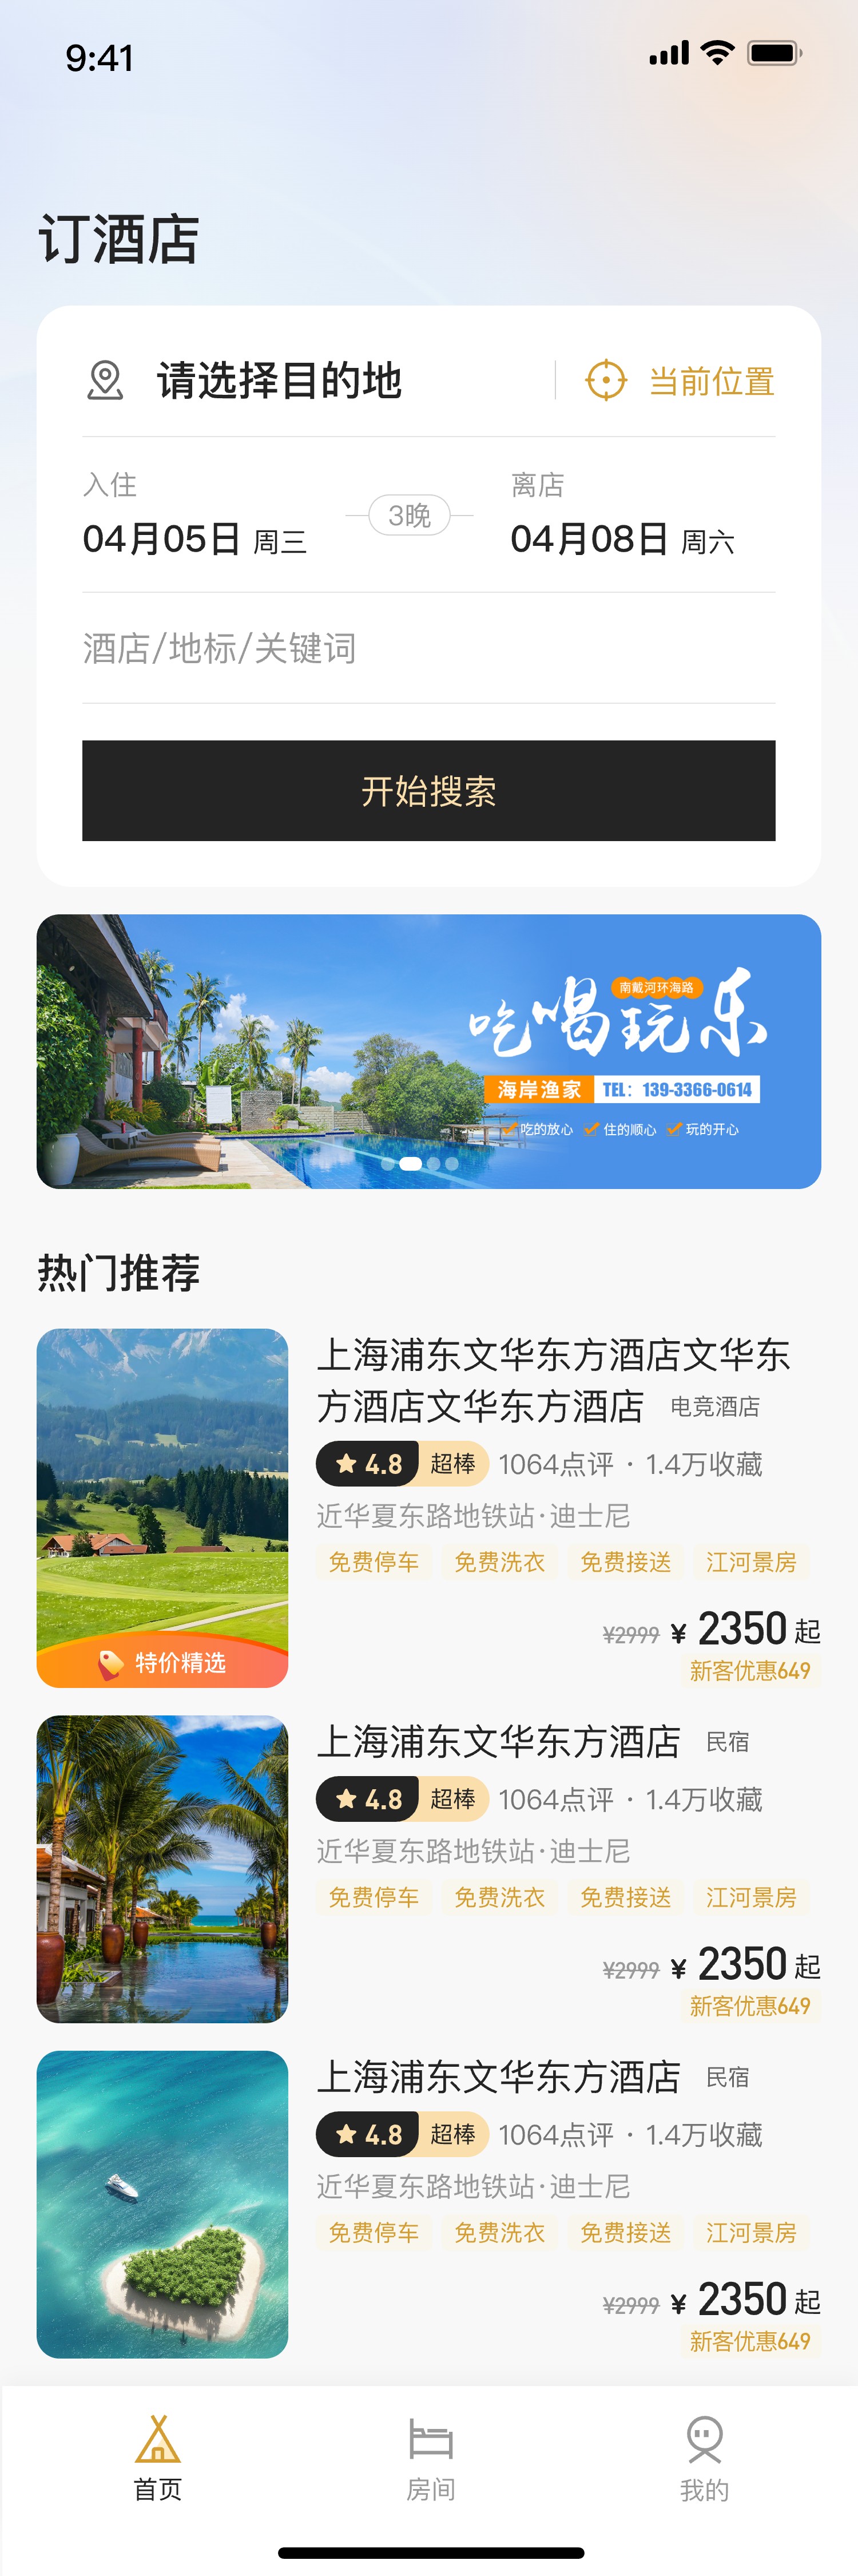 9:41
订酒店
请选择目的地 当前位置
入住 离店
04月05日 周三 3晚 04月08日 周六
酒店/地标/关键词
开始搜索
南戴河环海路
吃喝玩乐
海岸渔家 TEL: 139-3366-0614
吃的放心 住的顺心 玩的开心
热门推荐
上海浦东文华东方酒店文华东
方酒店文华东方酒店 电竞酒店
4.8 超棒 1064点评 · 1.4万收藏
近华夏东路地铁站·迪士尼
免费停车 免费洗衣 免费接送 江河景房
¥2999 ¥ 2350 起
特价精选
新客优惠649
上海浦东文华东方酒店 民宿
4.8 超棒 1064点评 · 1.4万收藏
近华夏东路地铁站·迪士尼
免费停车 免费洗衣 免费接送 江河景房
¥2999 ¥ 2350 起
新客优惠649
上海浦东文华东方酒店 民宿
4.8 超棒 1064点评 · 1.4万收藏
近华夏东路地铁站·迪士尼
免费停车 免费洗衣 免费接送 江河景房
¥2999 ¥ 2350 起
新客优惠649
首页 房间 我的